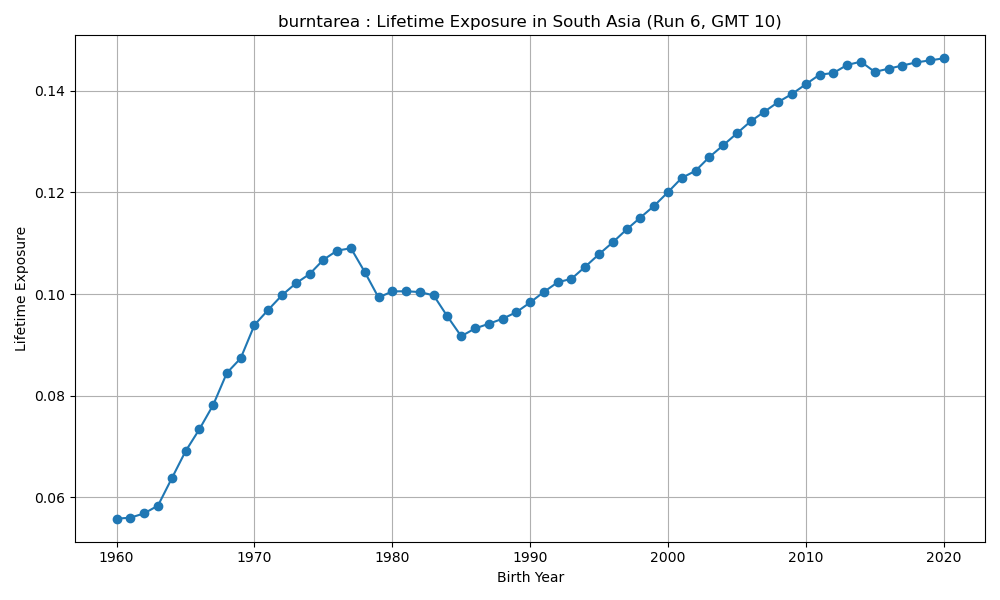 burntarea : Lifetime Exposure in South Asia (Run 6, GMT 10)
Lifetime Exposure
0.14
0.12
0.10
0.08
0.06
1960 1970 1980 1990 2000 2010 2020
Birth Year